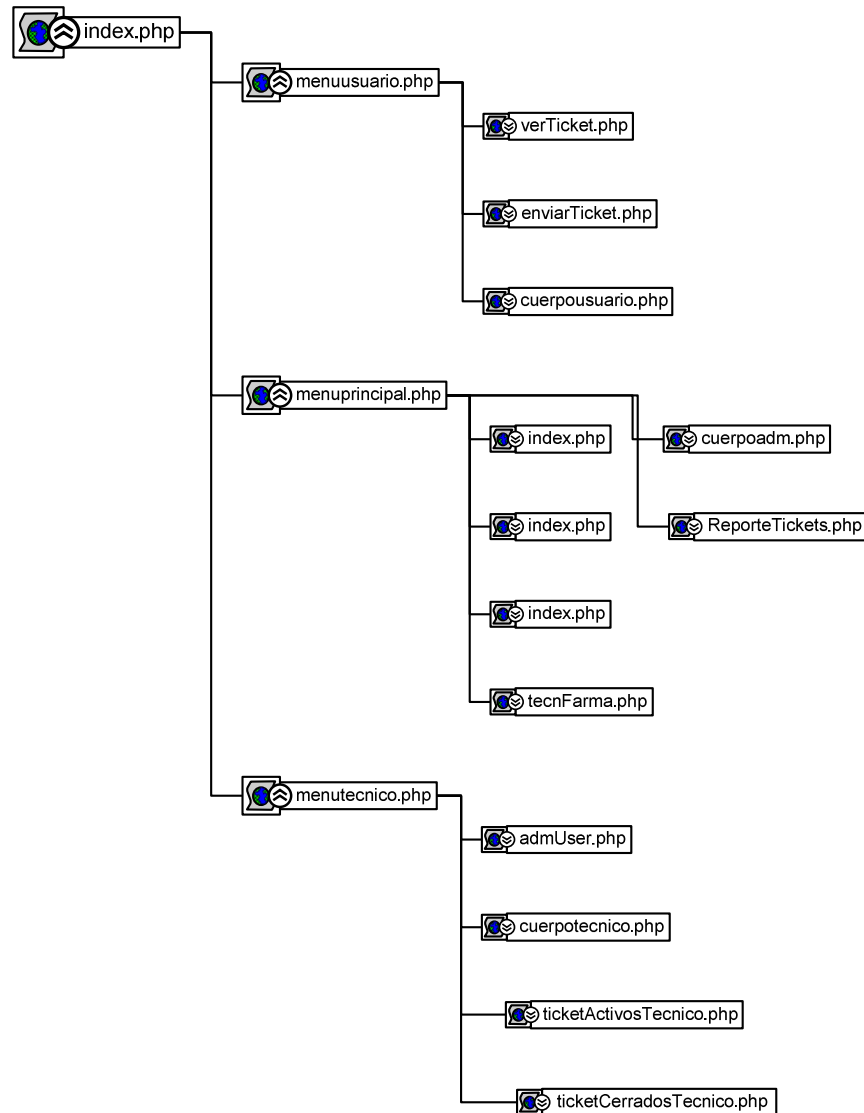 index.php
menuusuario.php
verTicket.php
enviarTicket.php
cuerpousuario.php
menuprincipal.php
index.php
cuerpoadm.php
index.php
ReporteTickets.php
index.php
tecnFarma.php
menutecnico.php
admUser.php
cuerpotecnico.php
ticketActivosTecnico.php
ticketCerradosTecnico.php